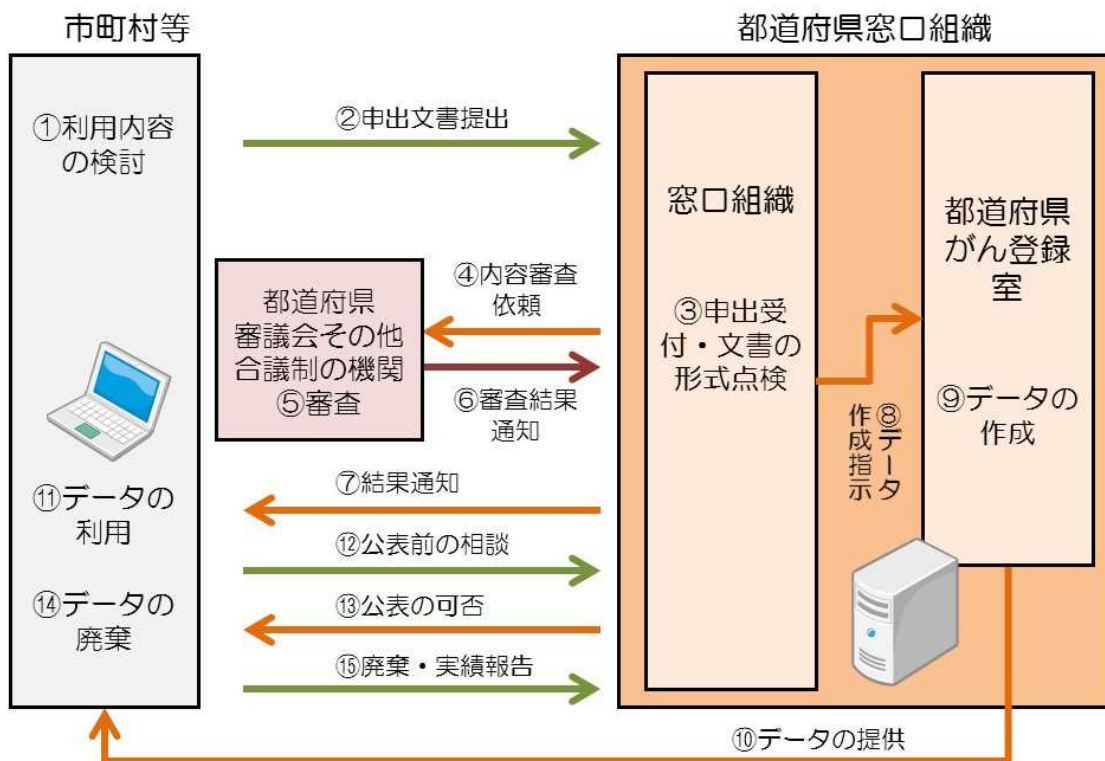 市町村等
都道府県窓口組織
①利用内容
の検討
②申出文書提出
窓口組織
都道府県
がん登録
室
③申出受
付・文書の
形式点検
④内容審査
依頼
都道府県
審議会その他
合議制の機関
⑤審査
⑥審査結果
通知
⑦結果通知
⑧データ
作成指示
⑨データの
作成
⑩データの提供
⑪データの
利用
⑫公表前の相談
⑬公表の可否
⑭データの
廃棄
⑮廃棄・実績報告